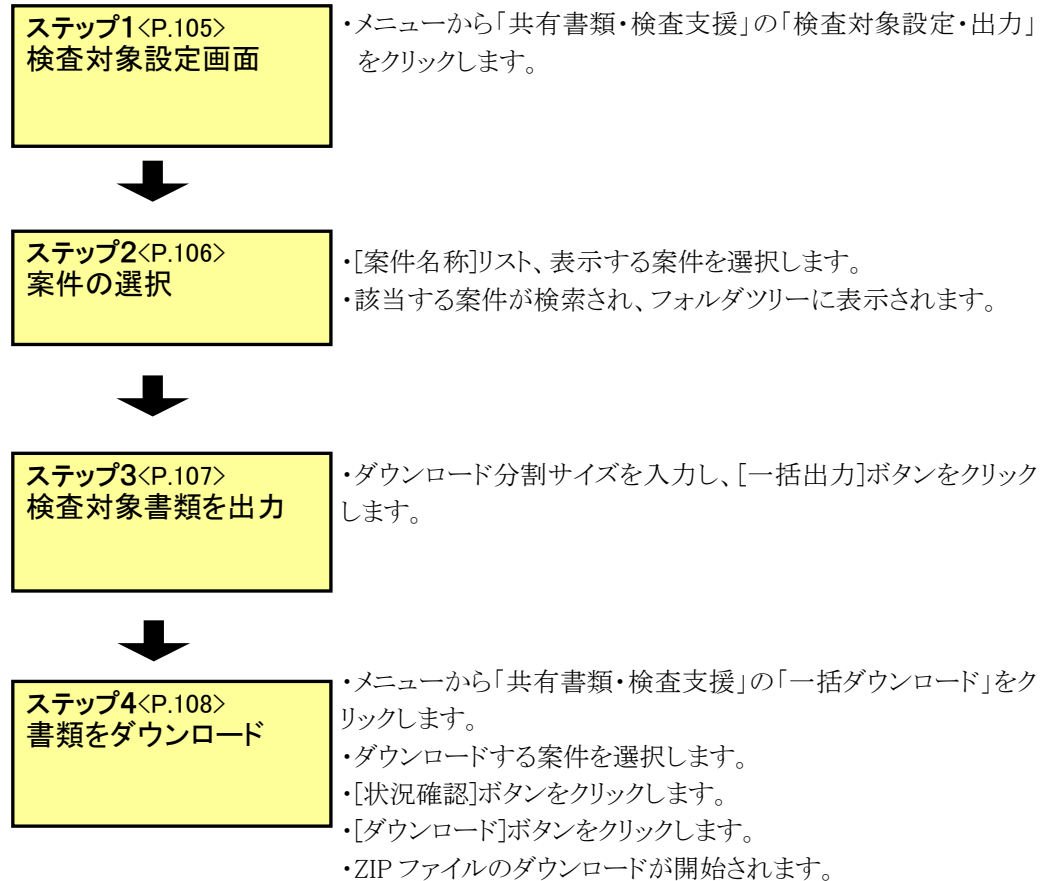 ステップ1<P.105>
検査対象設定画面
・メニューから「共有書類・検査支援」の「検査対象設定・出力」
をクリックします。
ステップ2<P.106>
案件の選択
・[案件名称]リスト、表示する案件を選択します。
・該当する案件が検索され、フォルダツリーに表示されます。
ステップ3<P.107>
検査対象書類を出力
・ダウンロード分割サイズを入力し、[一括出力]ボタンをクリック
します。
ステップ4<P.108>
書類をダウンロード
・メニューから「共有書類・検査支援」の「一括ダウンロード」をク
リックします。
・ダウンロードする案件を選択します。
・[状況確認]ボタンをクリックします。
・[ダウンロード]ボタンをクリックします。
・ZIP ファイルのダウンロードが開始されます。